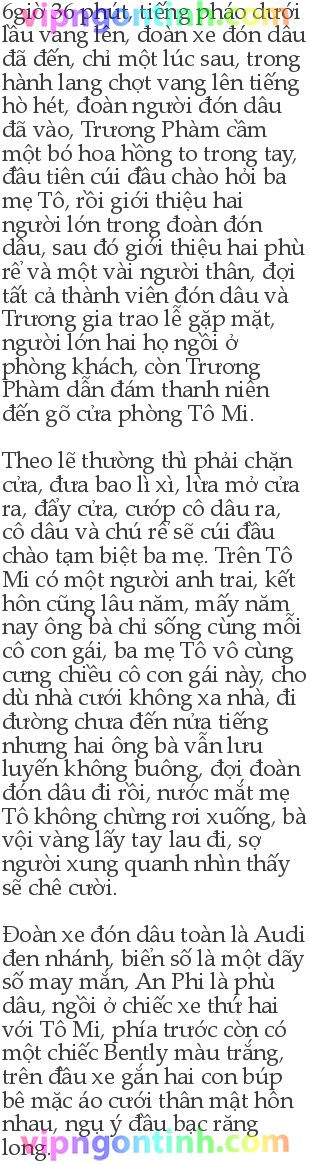 6giờ 36 phút, tiếng pháo dưới
lầu vang lên, đoàn xe đón dâu
đã đến, chỉ một lúc sau, trong
hành lang chợt vang lên tiếng
hò hét, đoàn người đón dâu
đã vào, Trương Phàm cầm
một bó hoa hồng to trong tay,
đầu tiên cúi đầu chào hỏi ba
mẹ Tô, rồi giới thiệu hai
người lớn trong đoàn đón
dâu, sau đó giới thiệu hai phù
rể và một vài người thân, đợi
tất cả thành viên đón dâu và
Trương gia trao lễ gặp mặt,
người lớn hai họ ngồi ở
phòng khách, còn Trương
Phàm dẫn đám thanh niên
đến gõ cửa phòng Tô Mi.
Theo lẽ thường thì phải chặn
cửa, đưa bao lì xì, lừa mở cửa
ra, đẩy cửa, cướp cô dâu ra,
cô dâu và chú rể sẽ cúi đầu
chào tạm biệt ba mẹ. Trên Tô
Mi có một người anh trai, kết
hôn cũng lâu năm, mấy năm
nay ông bà chỉ sống cùng mỗi
cô con gái, ba mẹ Tô vô cùng
cưng chiều cô con gái này, cho
dù nhà cưới không xa nhà, đi
đường chưa đến nửa tiếng
nhưng hai ông bà vẫn lưu
luyến không buông, đợi đoàn
đón dâu đi rồi, nước mắt mẹ
Tô không chừng rơi xuống, bà
vội vàng lấy tay lau đi, sợ
người xung quanh nhìn thấy
sẽ chê cười.
Đoàn xe đón dâu toàn là Audi
đen nhánh, biển số là một dãy
số may mắn, An Phi là phù
dâu, ngồi ở chiếc xe thứ hai
với Tô Mi, phía trước còn có
một chiếc Bently màu trắng,
trên đầu xe gắn hai con búp
bê mặc áo cưới thân mật hôn
nhau, ngụ ý đầu bạc răng
long.
vipngontinh.com
vipngontinh.com